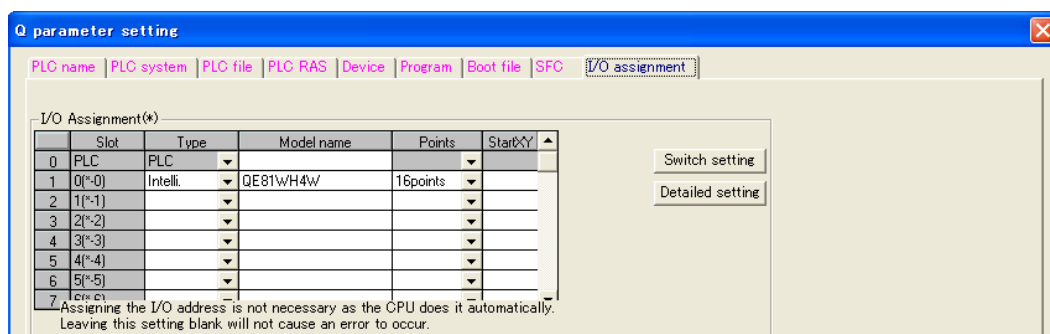 Q parameter setting
PLC name PLC system PLC file PLC RAS Device Program Boot file SFC I/O assignment
I/O Assignment(*)
Slot Type Model name Points StartXY
0 PLC PLC
1 0(*-0) Intelli. QE81WH4W 16points
2 1(*-1)
3 2(*-2)
4 3(*-3)
5 4(*-4)
6 5(*-5)
7
Switch setting
Detailed setting
Assigning the I/O address is not necessary as the CPU does it automatically.
Leaving this setting blank will not cause an error to occur.